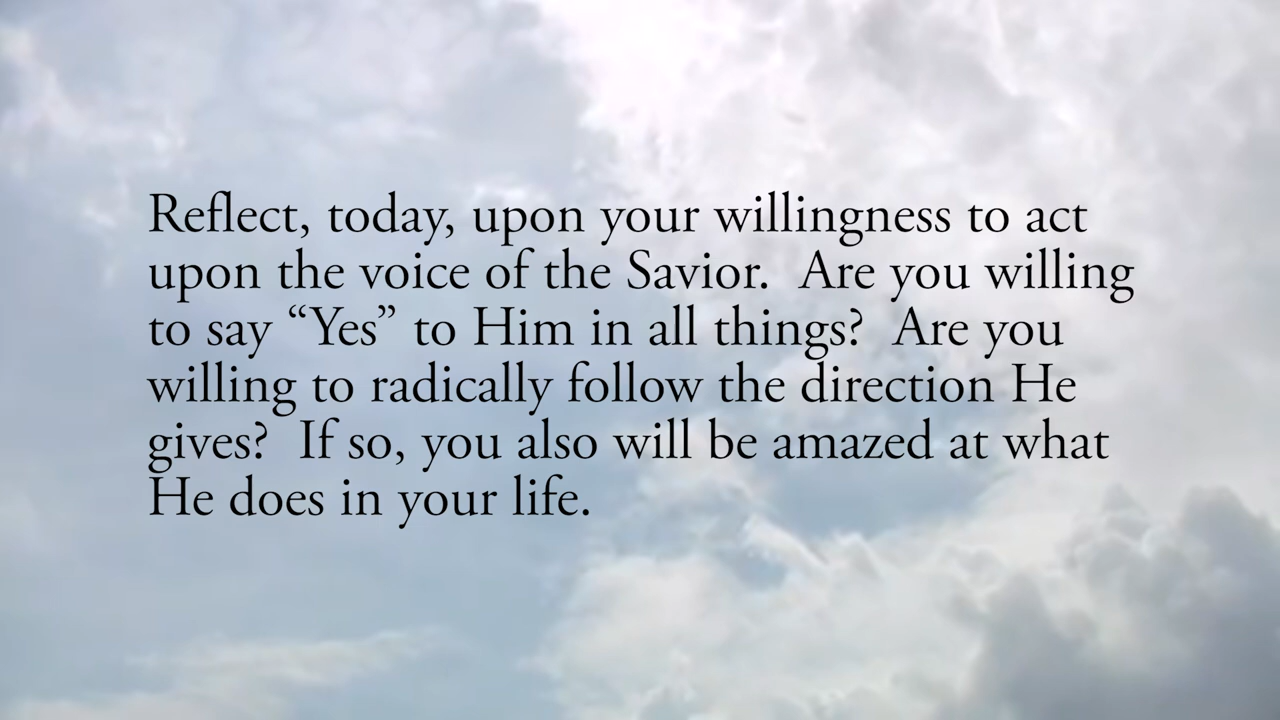 Reflect, today, upon your willingness to act
upon the voice of the Savior.  Are you willing
to say “Yes” to Him in all things?  Are you
willing to radically follow the direction He
gives?  If so, you also will be amazed at what
He does in your life.